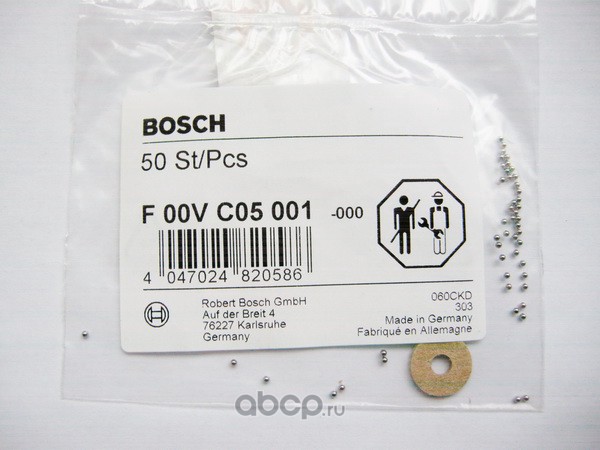 BOSCH
50 St/Pcs
F 00V C05 001 -000
4 047024 820586
Robert Bosch GmbH
Auf der Breit 4
76227 Karlsruhe
Germany
060CKD
303
Made in Germany
Fabriqué en Allemagne
abcp.ru